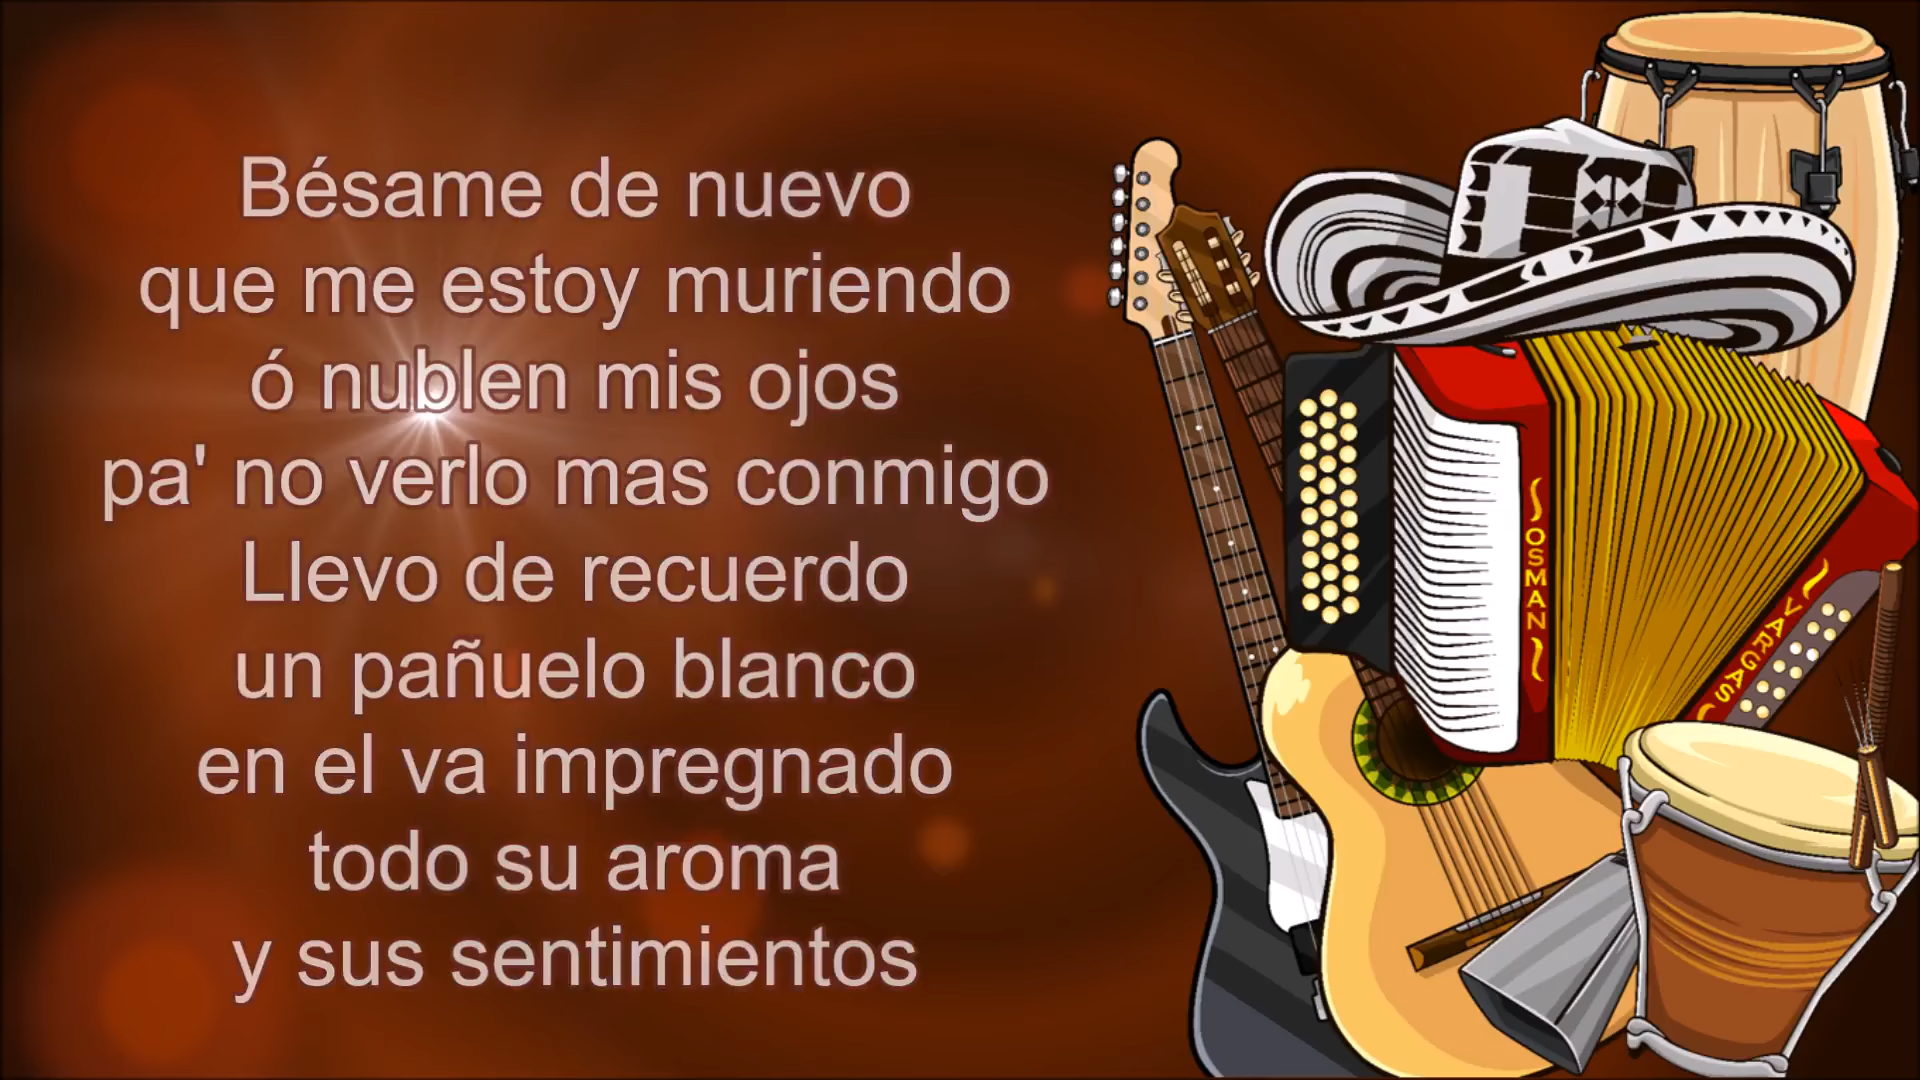 Bésame de nuevo
que me estoy muriendo
ó nublen mis ojos
pa' no verlo mas conmigo
Llevo de recuerdo
un pañuelo blanco
en el va impregnado
todo su aroma
y sus sentimientos
OSMAN
VARGAS